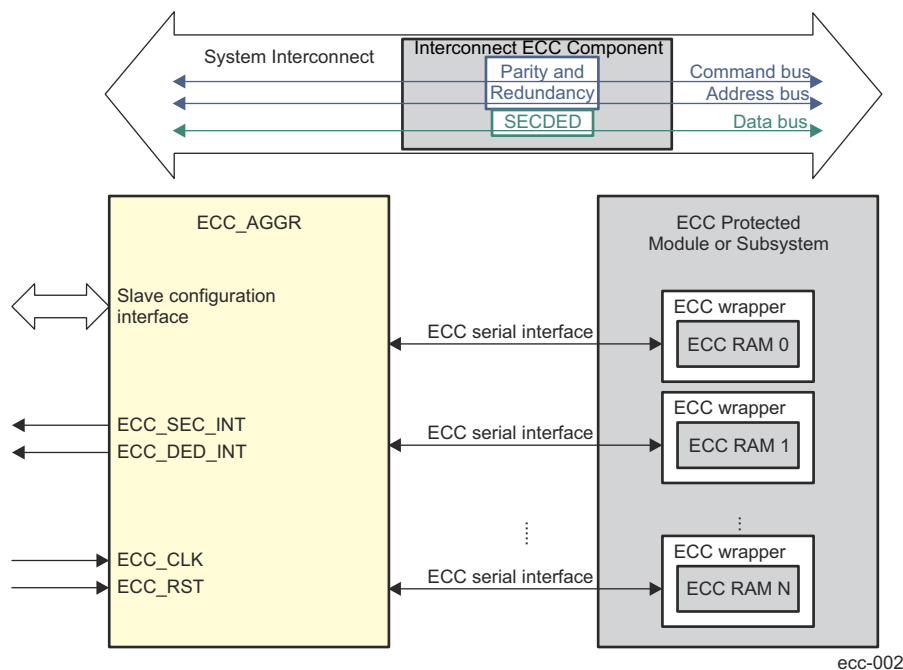 System Interconnect
Interconnect ECC Component
Parity and
Redundancy
SECDED
Command bus
Address bus
Data bus
ECC_AGGR
Slave configuration
interface
ECC_SEC_INT
ECC_DED_INT
ECC_CLK
ECC_RST
ECC serial interface
ECC serial interface
ECC serial interface
ECC Protected
Module or Subsystem
ECC wrapper
ECC RAM 0
ECC wrapper
ECC RAM 1
ECC wrapper
ECC RAM N
ecc-002